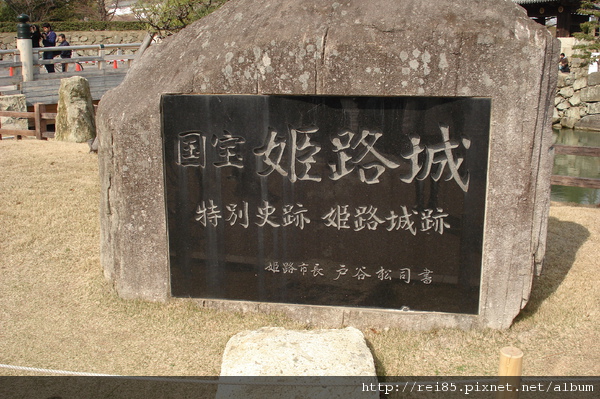 国宝 姫路城
特別史跡 姫路城跡
姫路市長 戸谷松司 書
http://rei85.pixnet.net/album